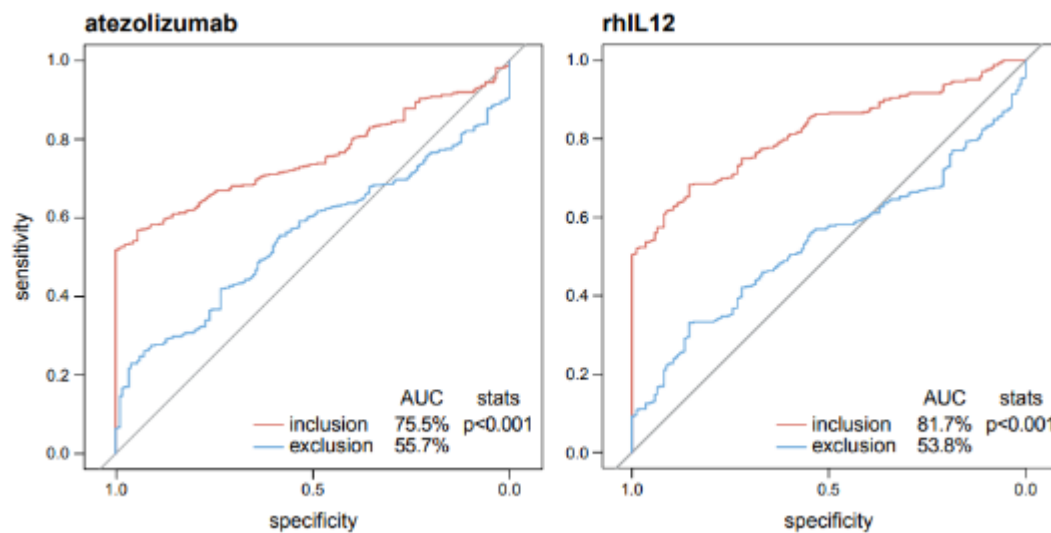 atezolizumab
sensitivity
1.0
0.8
0.6
0.4
0.2
0.0
AUC stats
inclusion 75.5% p<0.001
exclusion 55.7%
1.0 0.5 0.0
specificity
rhIL12
1.0
0.8
0.6
0.4
0.2
0.0
AUC stats
inclusion 81.7% p<0.001
exclusion 53.8%
1.0 0.5 0.0
specificity